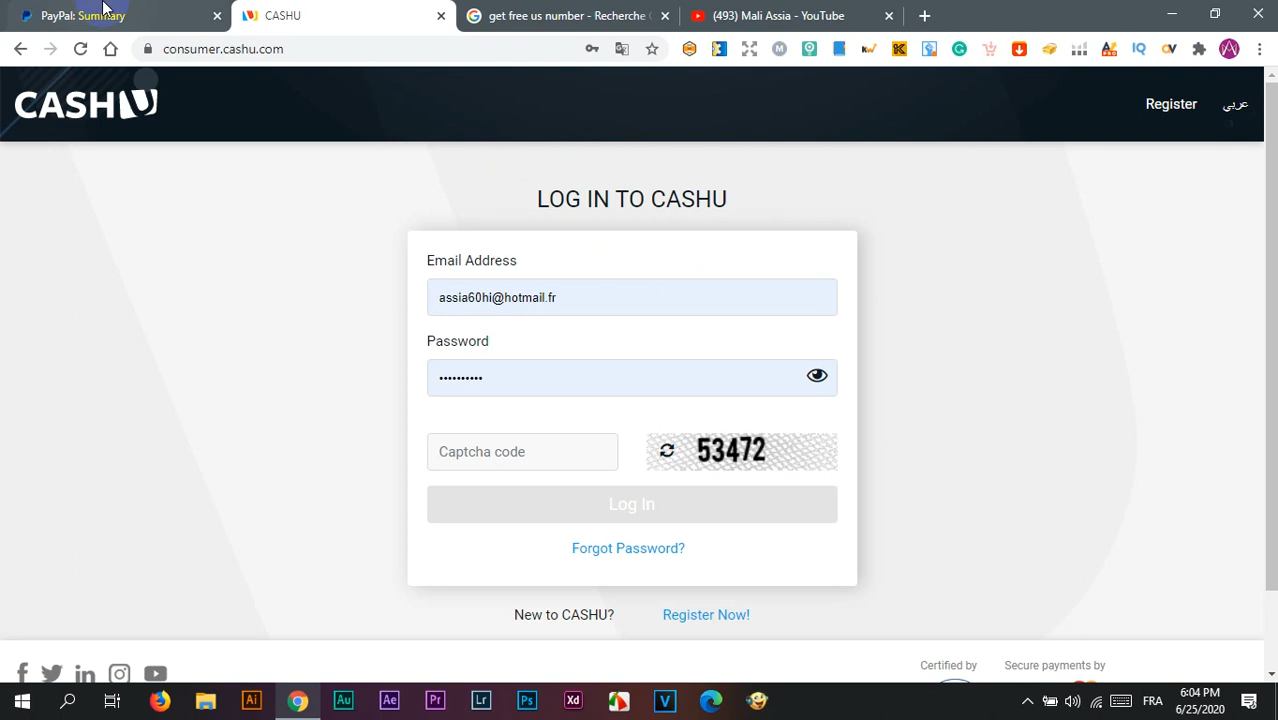 PayPal: Summary
CASHU
get free us number - Recherche G
(493) Mali Assia - YouTube
consumer.cashu.com
CASHU
Register
عربي
LOG IN TO CASHU
Email Address
assia60hi@hotmail.fr
Password
••••••••••
Captcha code
53472
Log In
Forgot Password?
New to CASHU?
Register Now!
Certified by
Secure payments by
FRA
6:04 PM
6/25/2020